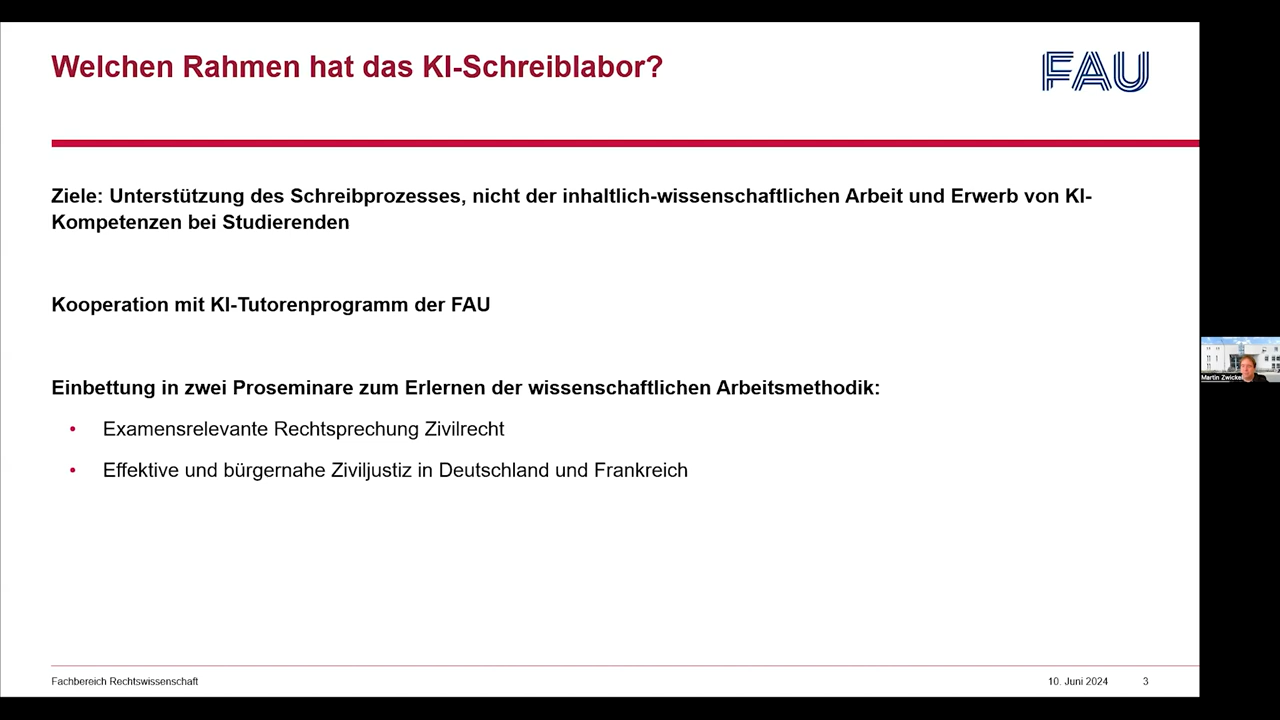 Welchen Rahmen hat das KI-Schreiblabor?
FAU
Ziele: Unterstützung des Schreibprozesses, nicht der inhaltlich-wissenschaftlichen Arbeit und Erwerb von KI-
Kompetenzen bei Studierenden
Kooperation mit KI-Tutorenprogramm der FAU
Einbettung in zwei Proseminare zum Erlernen der wissenschaftlichen Arbeitsmethodik:
• Examensrelevante Rechtsprechung Zivilrecht
• Effektive und bürgernahe Ziviljustiz in Deutschland und Frankreich
Martin Zwickel
Fachbereich Rechtswissenschaft
10. Juni 2024
3